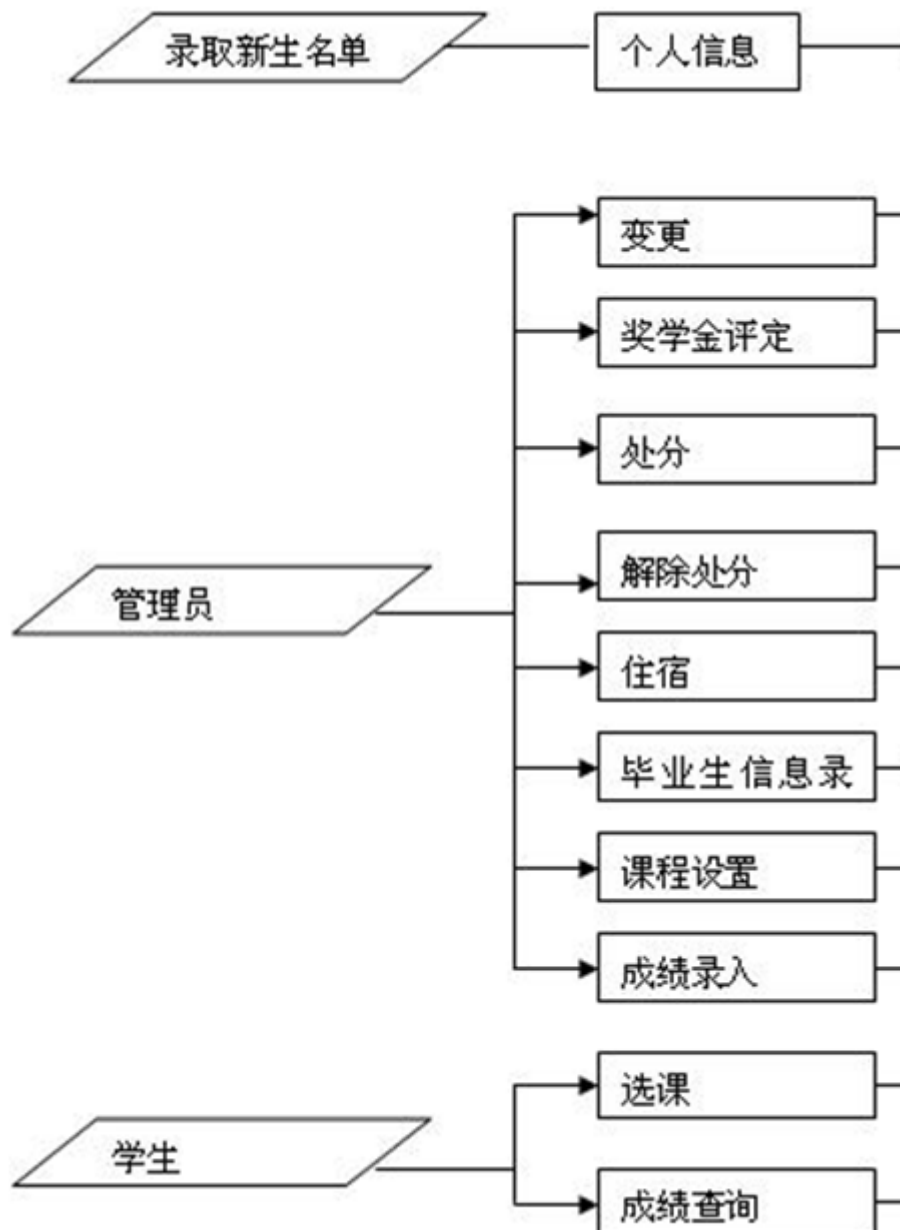 录取新生名单
个人信息
变更
奖学金评定
处分
解除处分
管理员
住宿
毕业生信息录
课程设置
成绩录入
选课
学生
成绩查询